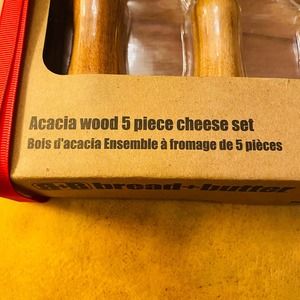 Acacia wood 5 piece cheese set
Bois d'acacia Ensemble à fromage de 5 pièces
B+B bread+butter